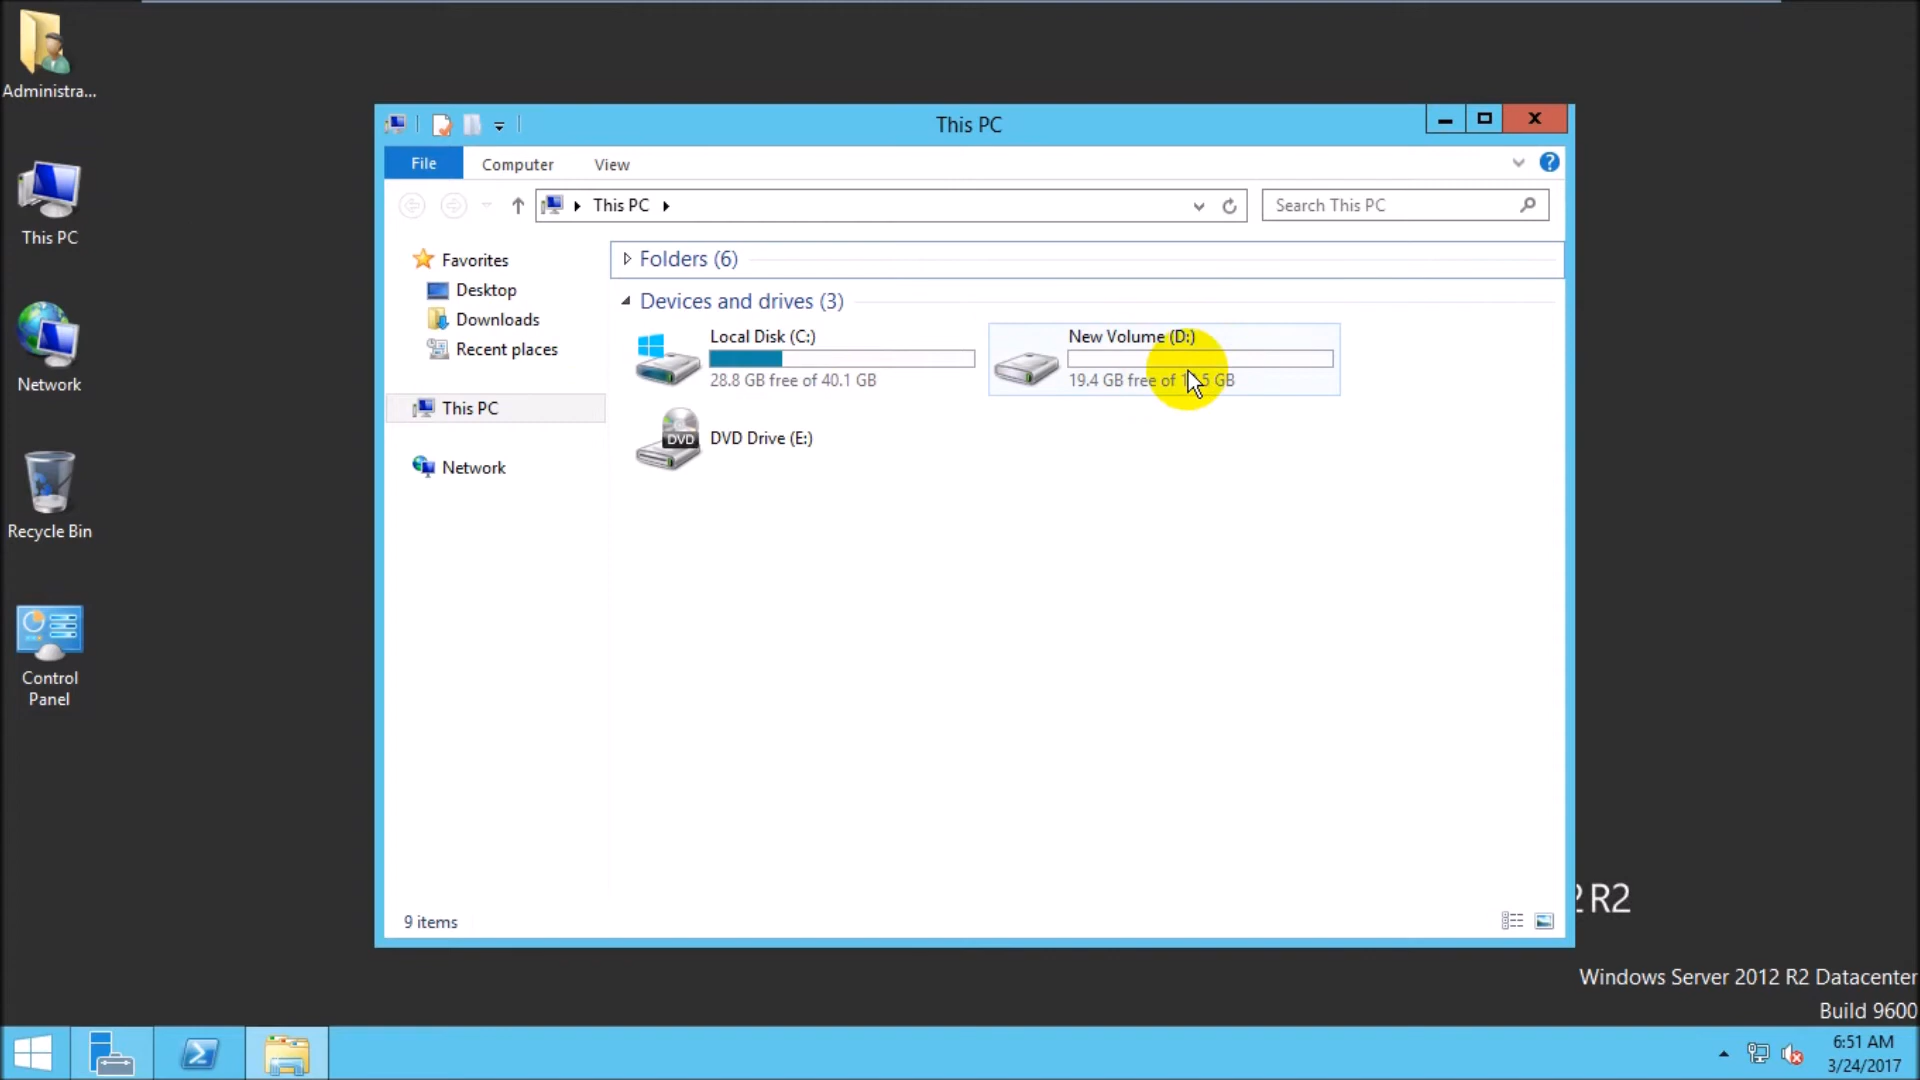 Administra...
This PC
Network
Recycle Bin
Control
Panel
This PC
File
Computer
View
This PC
Search This PC
Favorites
Desktop
Downloads
Recent places
This PC
Network
Folders (6)
Devices and drives (3)
Local Disk (C:)
28.8 GB free of 40.1 GB
New Volume (D:)
19.4 GB free of
DVD
DVD Drive (E:)
9 items
R2
Windows Server 2012 R2 Datacenter
Build 9600
6:51 AM
3/24/2017